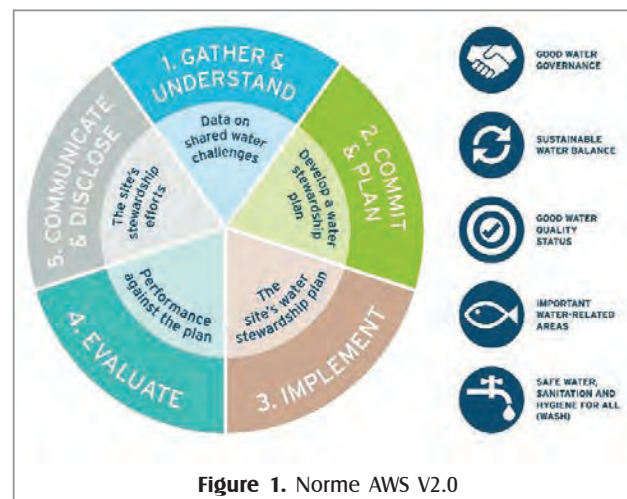 1. GATHER &
UNDERSTAND
Data on
shared water
challenges
2. COMMIT
& PLAN
Develop a water
stewardship
plan
3. IMPLEMENT
The
site's water
stewardship plan
4. EVALUATE
Performance
against the plan
5. COMMUNICATE
& DISCLOSE
The site's
stewardship
efforts
GOOD WATER
GOVERNANCE
SUSTAINABLE
WATER BALANCE
GOOD WATER
QUALITY
STATUS
IMPORTANT
WATER-RELATED
AREAS
SAFE WATER,
SANITATION AND
HYGIENE FOR ALL
(WASH)
Figure 1. Norme AWS V2.0